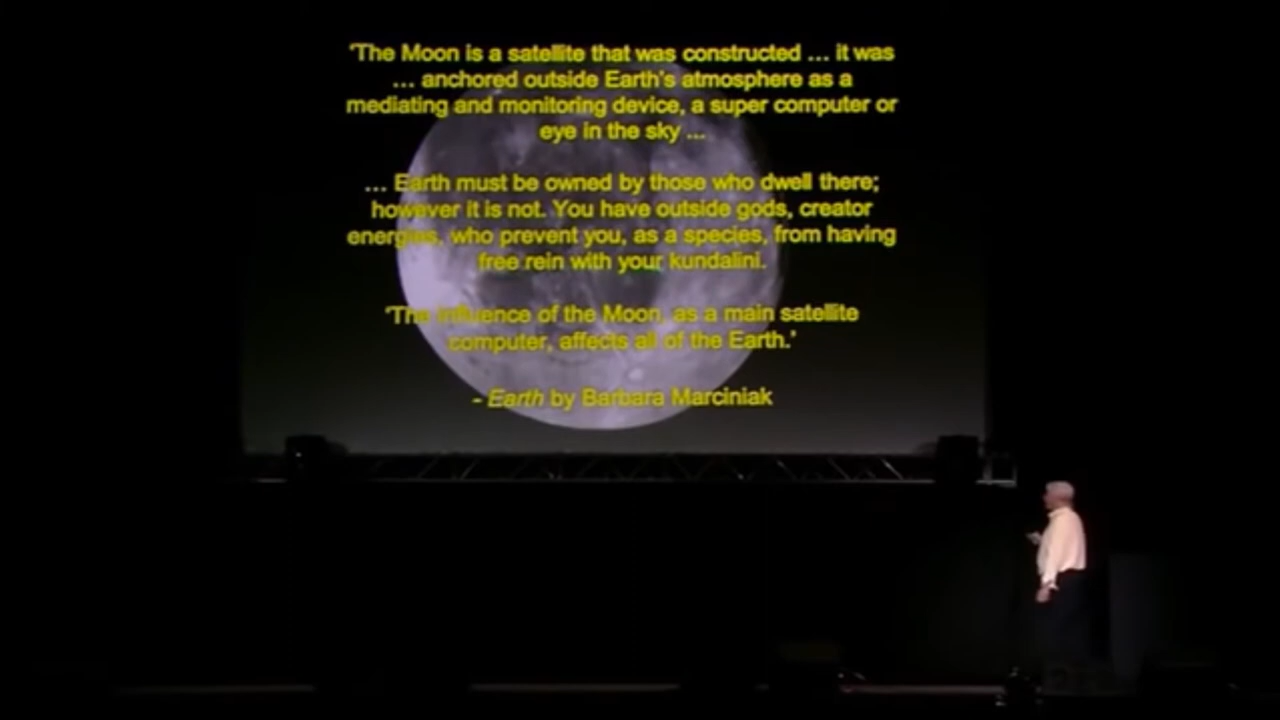 'The Moon is a satellite that was constructed ... it was
... anchored outside Earth's atmosphere as a
mediating and monitoring device, a super computer or
eye in the sky ...
... Earth must be owned by those who dwell there;
however it is not. You have outside gods, creator
energies, who prevent you, as a species, from having
free rein with your kundalini.
'The influence of the Moon, as a main satellite
computer, affects all of the Earth.'
- Earth by Barbara Marciniak